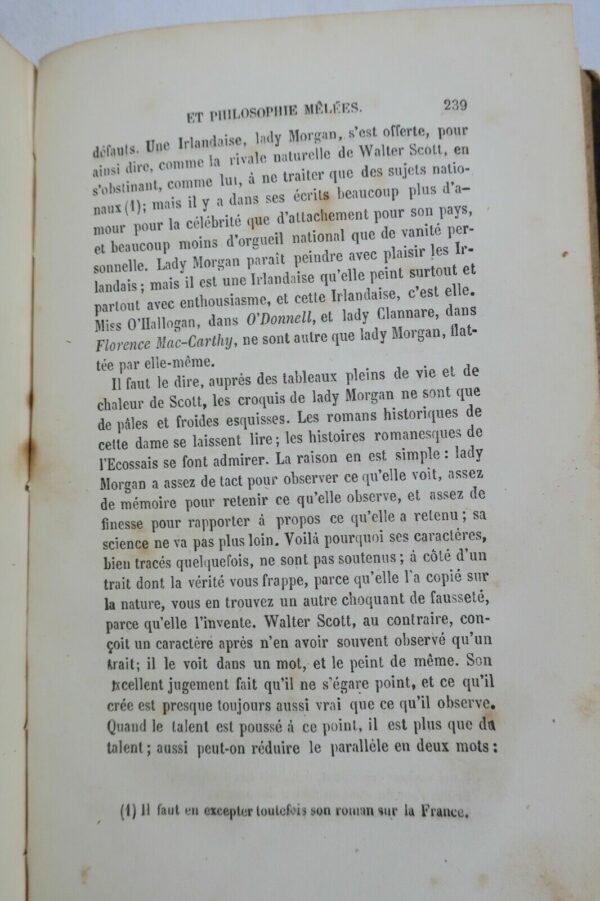 ET PHILOSOPHIE MÊLÉES. 239
défauts. Une Irlandaise, lady Morgan, s'est offerte, pour
ainsi dire, comme la rivale naturelle de Walter Scott, en
s'obstinant, comme lui, à ne traiter que des sujets natio-
naux (1); mais il y a dans ses écrits beaucoup plus d'a-
mour pour la célébrité que d'attachement pour son pays,
et beaucoup moins d'orgueil national que de vanité per-
sonnelle. Lady Morgan paraît peindre avec plaisir les Ir-
landais; mais il est une Irlandaise qu'elle peint surtout et
partout avec enthousiasme, et cette Irlandaise, c'est elle.
Miss O'Hallogan, dans O'Donnell, et lady Clannare, dans
Florence Mac-Carthy, ne sont autre que lady Morgan, flat-
tée par elle-même.
Il faut le dire, auprès des tableaux pleins de vie et de
chaleur de Scott, les croquis de lady Morgan ne sont que
de pâles et froides esquisses. Les romans historiques de
cette dame se laissent lire; les histoires romanesques de
l'Ecossais se font admirer. La raison en est simple: lady
Morgan a assez de tact pour observer ce qu'elle voit, assez
de mémoire pour retenir ce qu'elle observe, et assez de
finesse pour rapporter à propos ce qu'elle a retenu; sa
science ne va pas plus loin. Voilà pourquoi ses caractères,
bien tracés quelquefois, ne sont pas soutenus; à côté d'un
trait dont la vérité vous frappe, parce qu'elle l'a copié sur
la nature, vous en trouvez un autre choquant de fausseté,
parce qu'elle l'invente. Walter Scott, au contraire, con-
çoit un caractère après n'en avoir souvent observé qu'un
trait; il le voit dans un mot, et le peint de même. Son
excellent jugement fait qu'il ne s'égare point, et ce qu'il
crée est presque toujours aussi vrai que ce qu'il observe.
Quand le talent est poussé à ce point, il est plus que du
talent; aussi peut-on réduire le parallèle en deux mots:
(1) Il faut en excepter toutefois son roman sur la France.